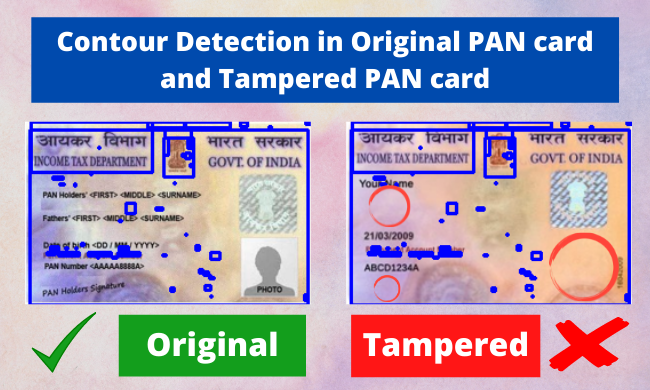 Contour Detection in Original PAN card
and Tampered PAN card
आयकर विभाग
INCOME TAX DEPARTMENT
भारत सरकार
GOVT. OF INDIA
PAN Holders' <FIRST> <MIDDLE> <SURNAME>
Fathers' <FIRST> <MIDDLE> <SURNAME>
Date of birth <DD / MM / YYYY>
PAN Number <AAAAA8888A>
PAN Holders Signature
PHOTO
आयकर विभाग
INCOME TAX DEPARTMENT
भारत सरकार
GOVT. OF INDIA
Your Name
21/03/2009
Account Number
ABCD1234A
Original
Tampered